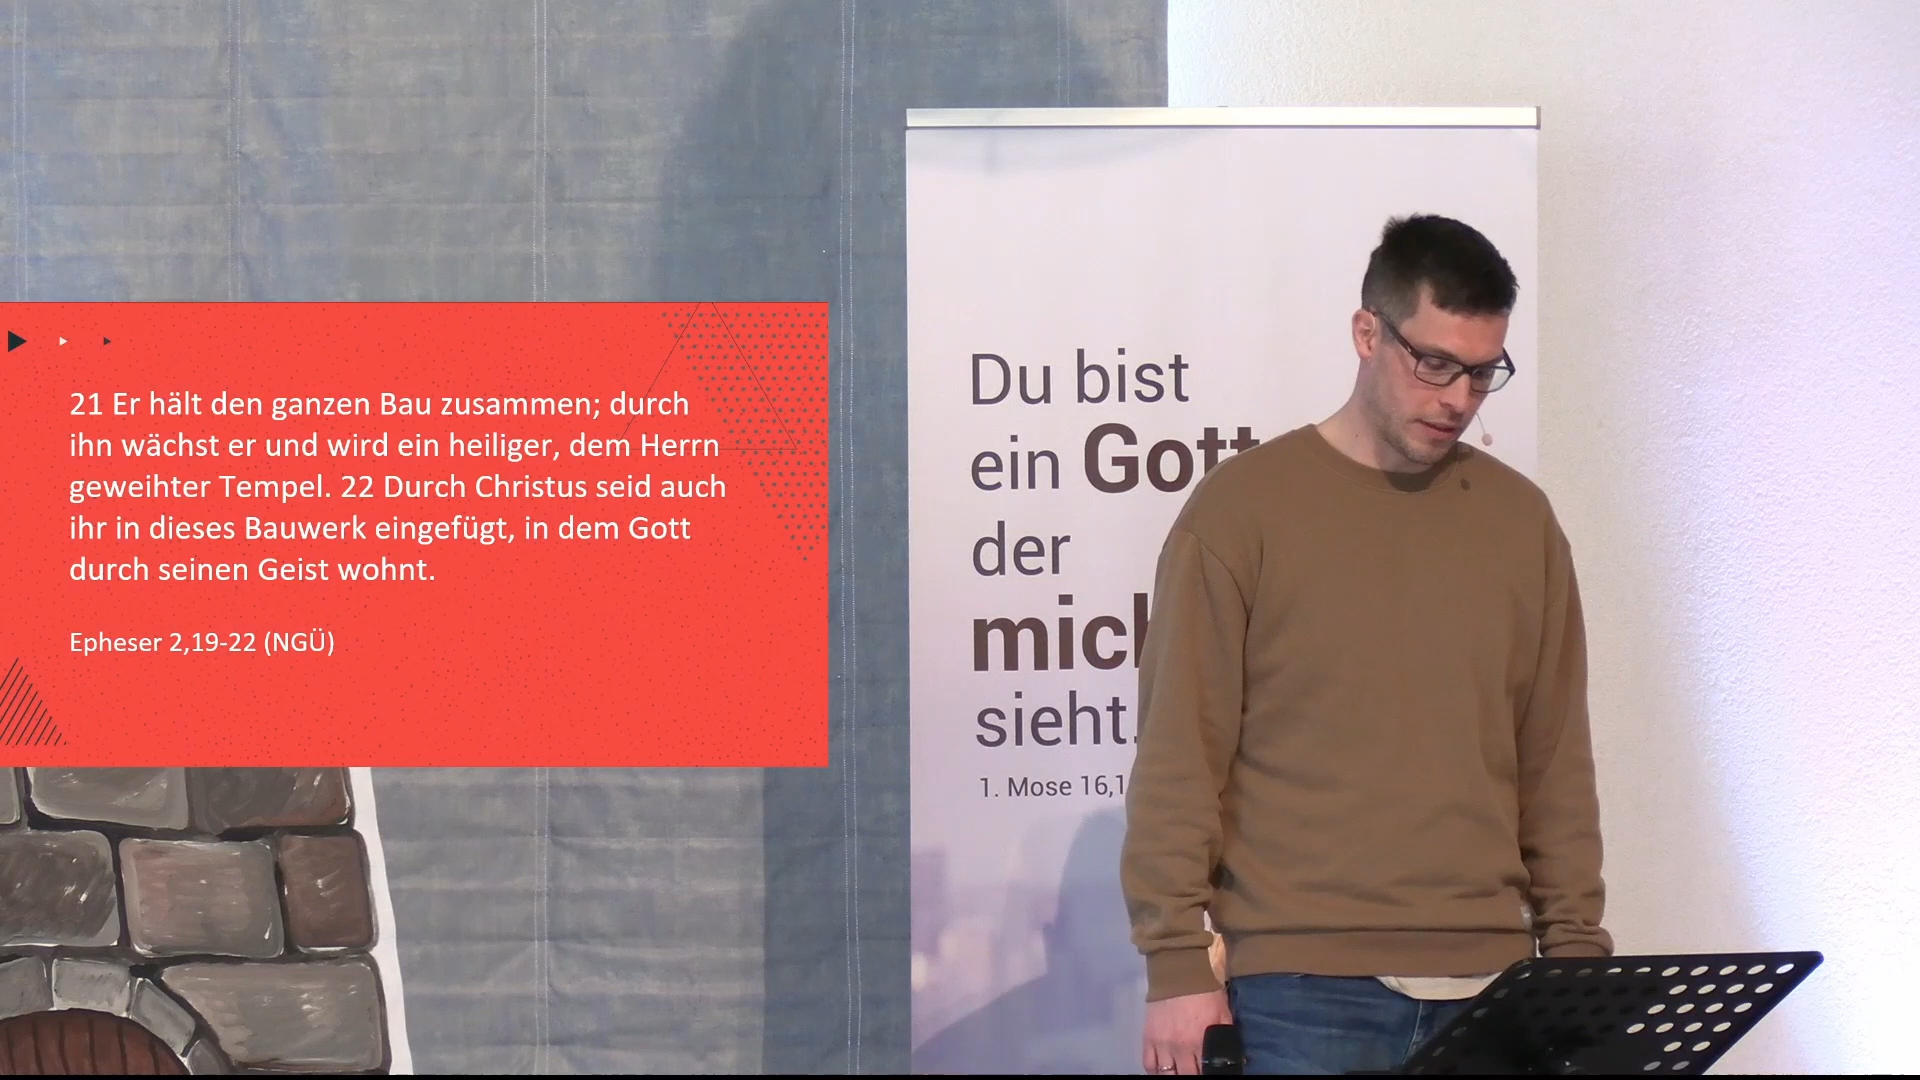 21 Er hält den ganzen Bau zusammen; durch
ihn wächst er und wird ein heiliger, dem Herrn
geweihter Tempel. 22 Durch Christus seid auch
ihr in dieses Bauwerk eingefügt, in dem Gott
durch seinen Geist wohnt.
Epheser 2,19-22 (NGÜ)
Du bist
ein Gott
der
mich
sieht.
1. Mose 16,1